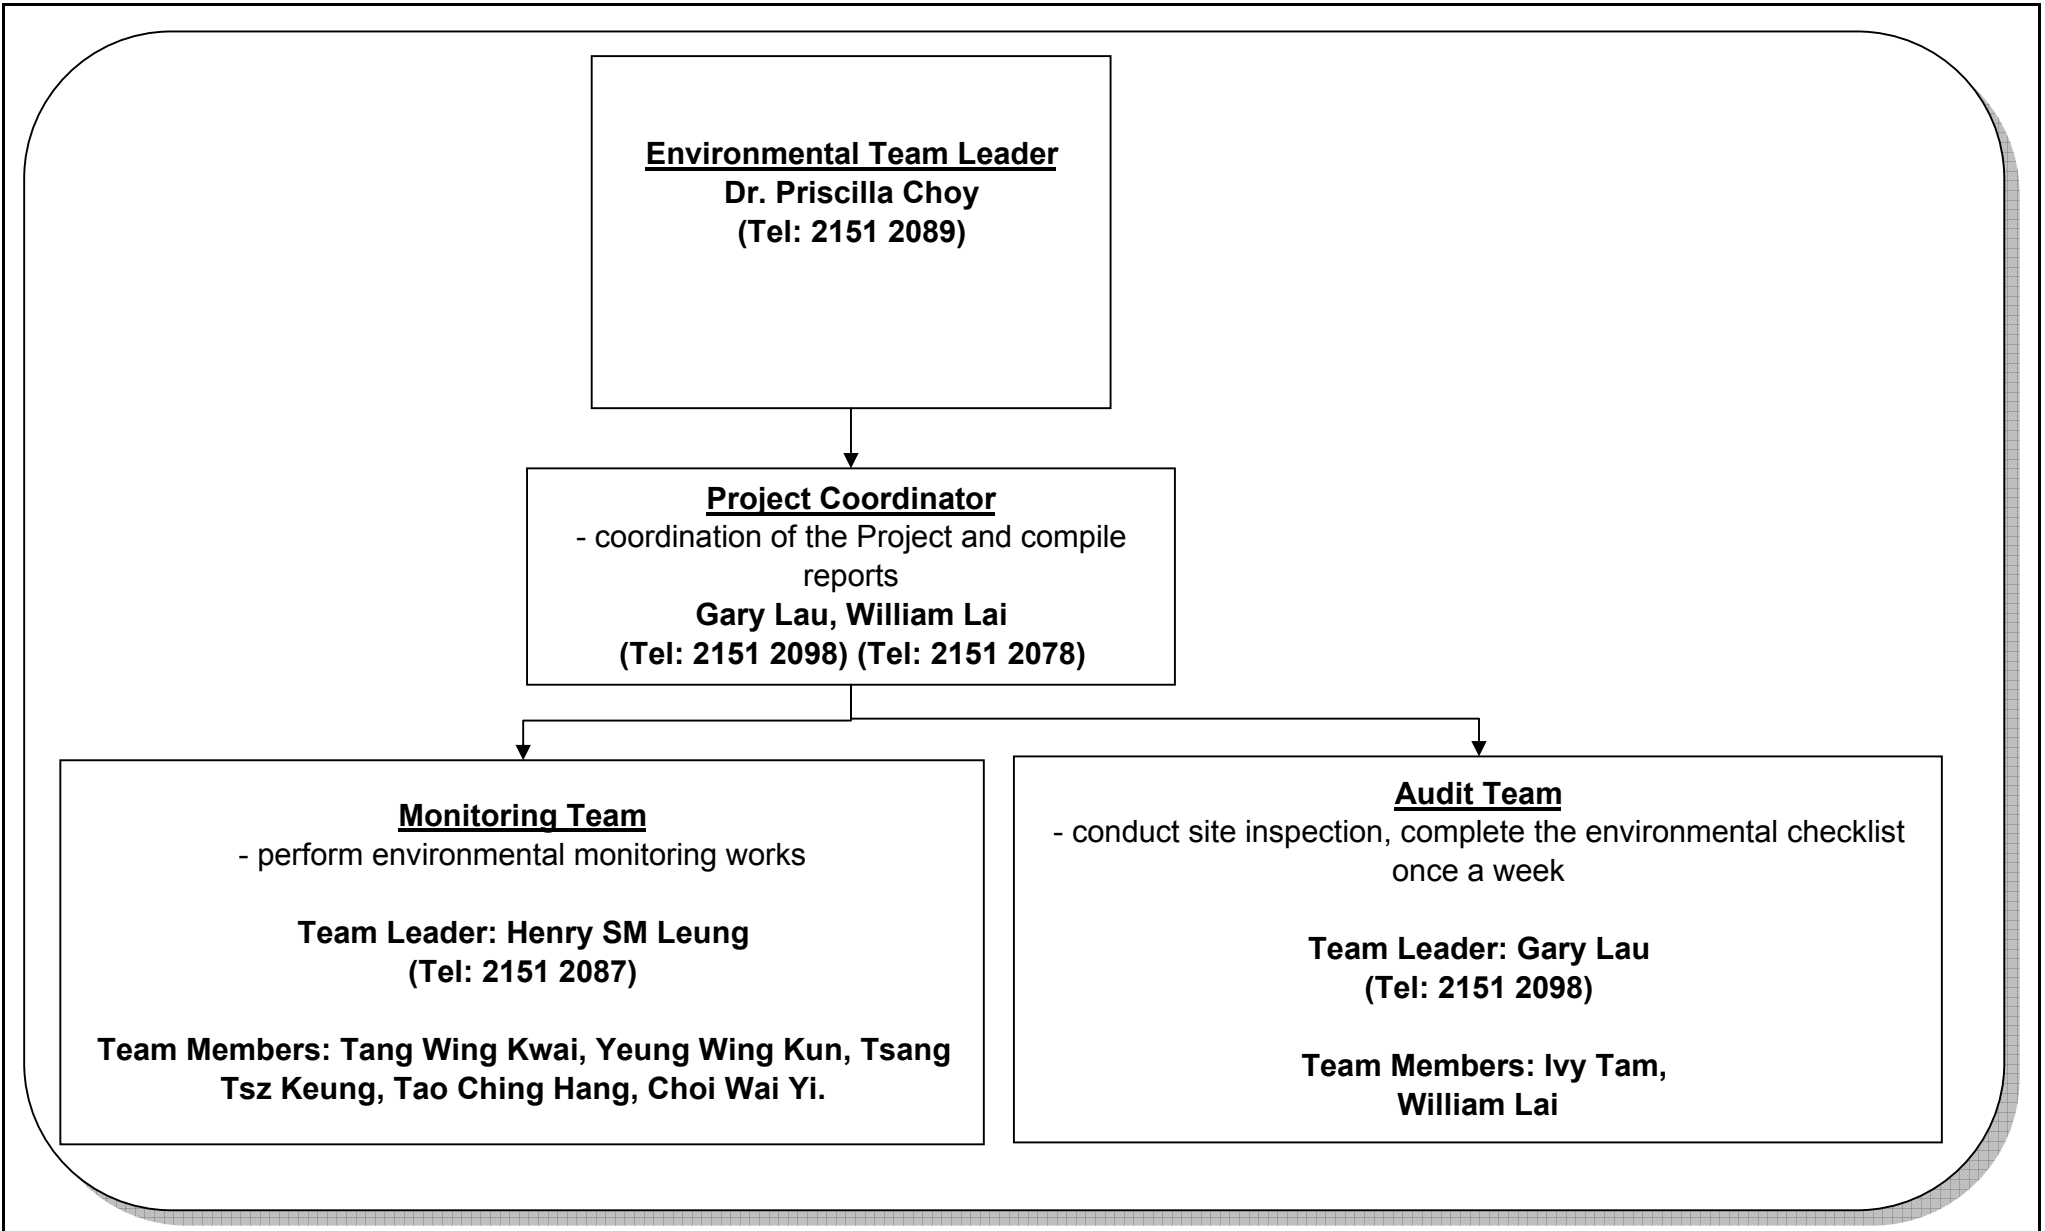 Environmental Team Leader
Dr. Priscilla Choy
(Tel: 2151 2089)
Project Coordinator
- coordination of the Project and compile
reports
Gary Lau, William Lai
(Tel: 2151 2098) (Tel: 2151 2078)
Monitoring Team
- perform environmental monitoring works
Team Leader: Henry SM Leung
(Tel: 2151 2087)
Team Members: Tang Wing Kwai, Yeung Wing Kun, Tsang
Tsz Keung, Tao Ching Hang, Choi Wai Yi.
Audit Team
- conduct site inspection, complete the environmental checklist
once a week
Team Leader: Gary Lau
(Tel: 2151 2098)
Team Members: Ivy Tam,
William Lai